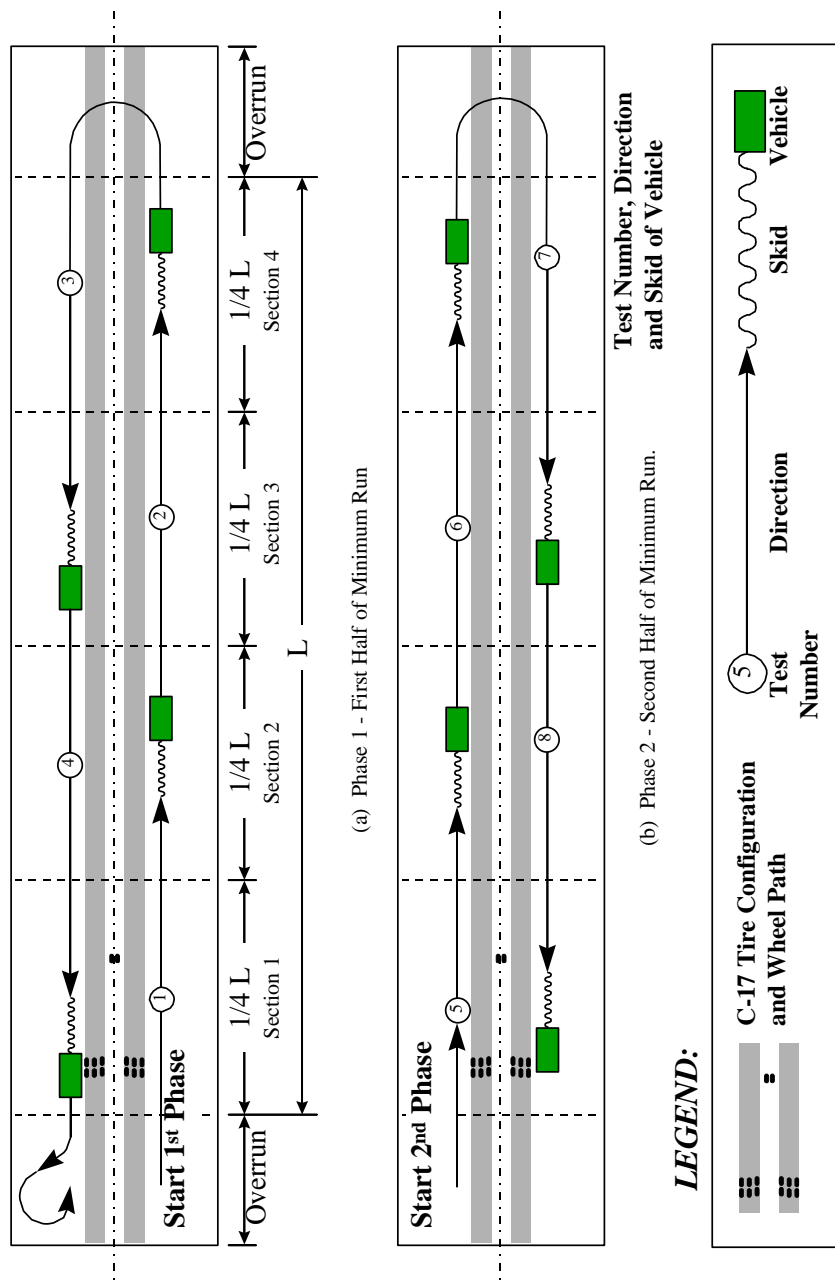 3
4
2
1
Start 1st Phase
Overrun
1/4 L
Section 1
1/4 L
Section 2
1/4 L
Section 3
1/4 L
Section 4
Overrun
L
(a) Phase 1 - First Half of Minimum Run
Start 2nd Phase
5
6
7
8
(b) Phase 2 - Second Half of Minimum Run.
Test Number, Direction
and Skid of Vehicle
LEGEND:
C-17 Tire Configuration
and Wheel Path
5
Test
Number
Direction
Skid
Vehicle